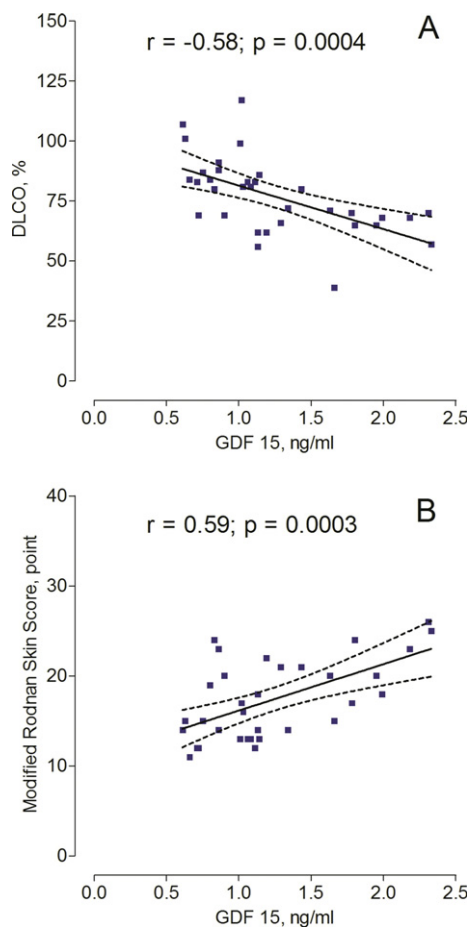 A
r = -0.58; p = 0.0004
150
125
100
75
50
25
0
DLCO, %
0.0 0.5 1.0 1.5 2.0 2.5
GDF 15, ng/ml
B
r = 0.59; p = 0.0003
40
30
20
10
0
Modified Rodnan Skin Score, point
0.0 0.5 1.0 1.5 2.0 2.5
GDF 15, ng/ml